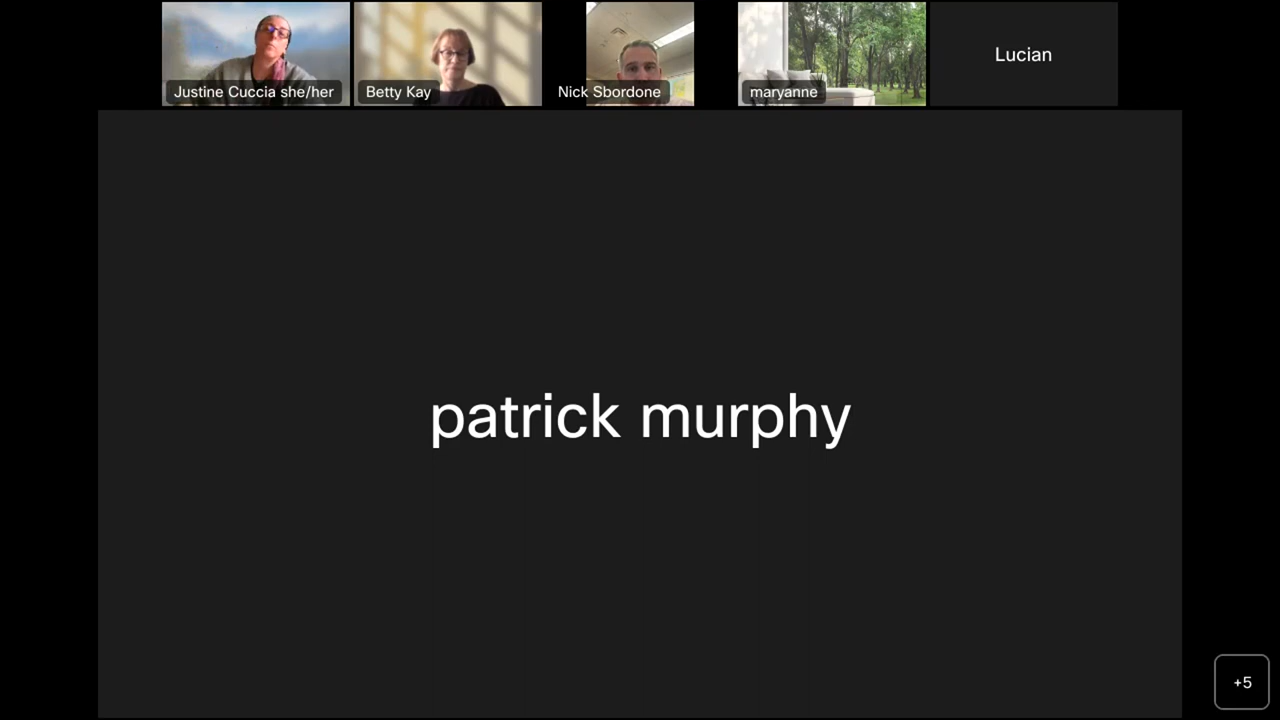 Justine Cuccia she/her
Betty Kay
Nick Sbordone
maryanne
Lucian
patrick murphy
+5